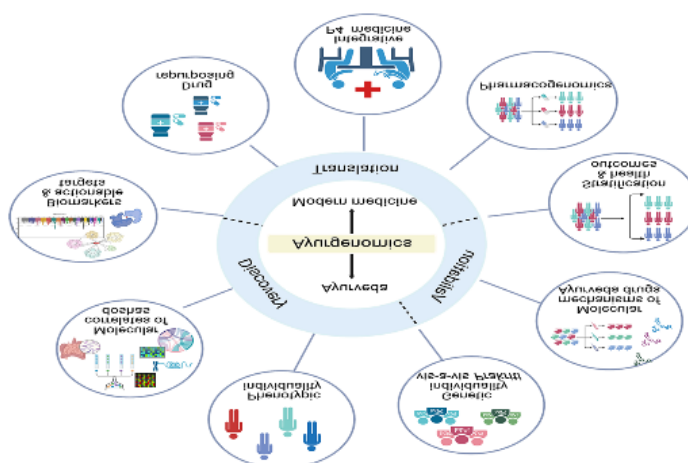 Phenotypic
individuality
Genetic
individuality
vis-a-vis Prakriti
Molecular
correlates of
doshas
Molecular
mechanisms of
Ayurveda drugs
Discovery
Ayurveda
Validation
Ayurgenomics
Modern medicine
Translation
Biomarkers
& actionable
targets
Stratification
& health
outcomes
Drug
repurposing
Pharmacogenomics
Integrative
P4 medicine